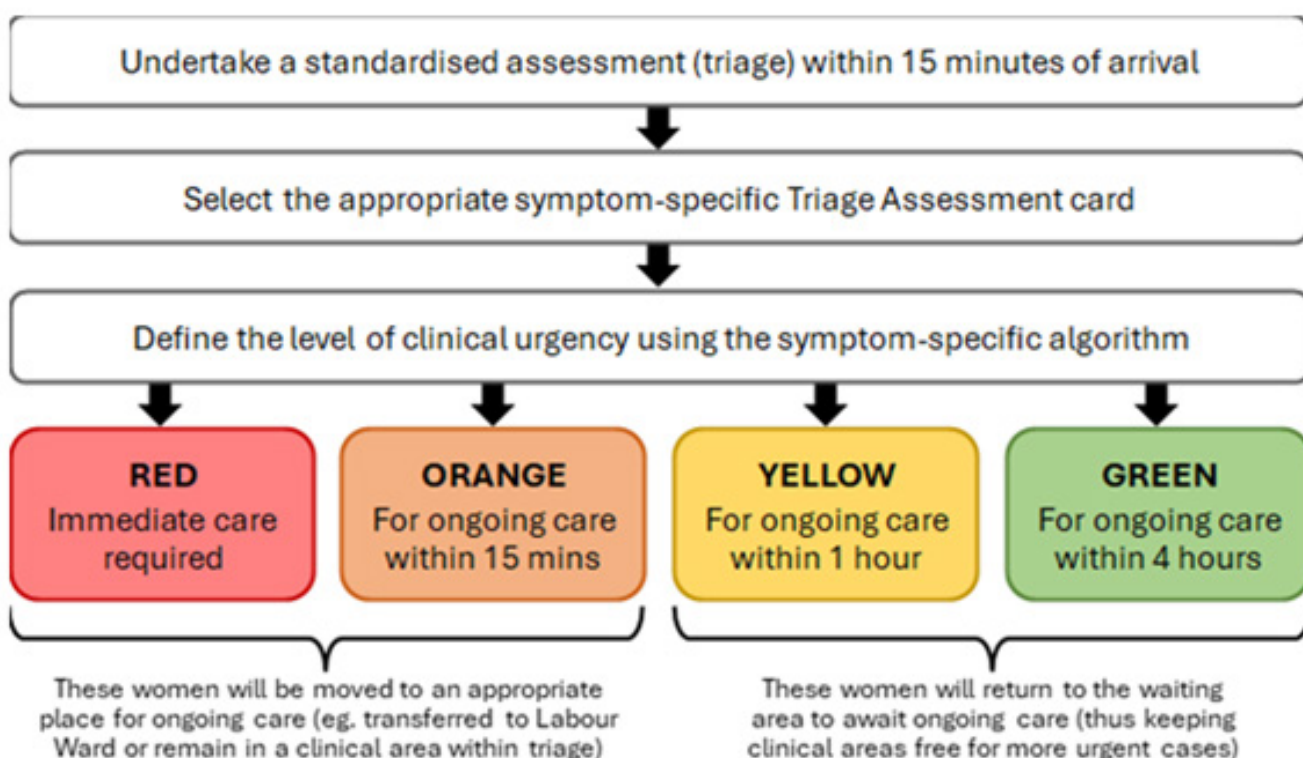 Undertake a standardised assessment (triage) within 15 minutes of arrival
Select the appropriate symptom-specific Triage Assessment card
Define the level of clinical urgency using the symptom-specific algorithm
RED
Immediate care
required
ORANGE
For ongoing care
within 15 mins
YELLOW
For ongoing care
within 1 hour
GREEN
For ongoing care
within 4 hours
These women will be moved to an appropriate
place for ongoing care (eg. transferred to Labour
Ward or remain in a clinical area within triage)
These women will return to the waiting
area to await ongoing care (thus keeping
clinical areas free for more urgent cases)